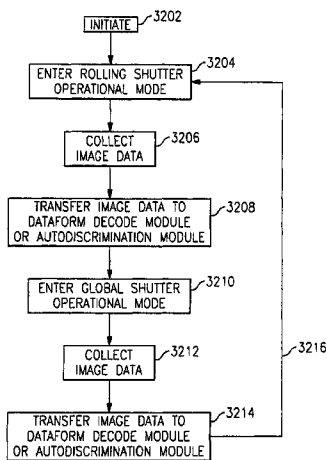 INITIATE
3202
ENTER ROLLING SHUTTER
OPERATIONAL MODE
3204
COLLECT
IMAGE DATA
3206
TRANSFER IMAGE DATA TO
DATAFORM DECODE MODULE
OR AUTODISCRIMINATION MODULE
3208
ENTER GLOBAL SHUTTER
OPERATIONAL MODE
3210
COLLECT
IMAGE DATA
3212
3216
TRANSFER IMAGE DATA TO
DATAFORM DECODE MODULE
OR AUTODISCRIMINATION MODULE
3214